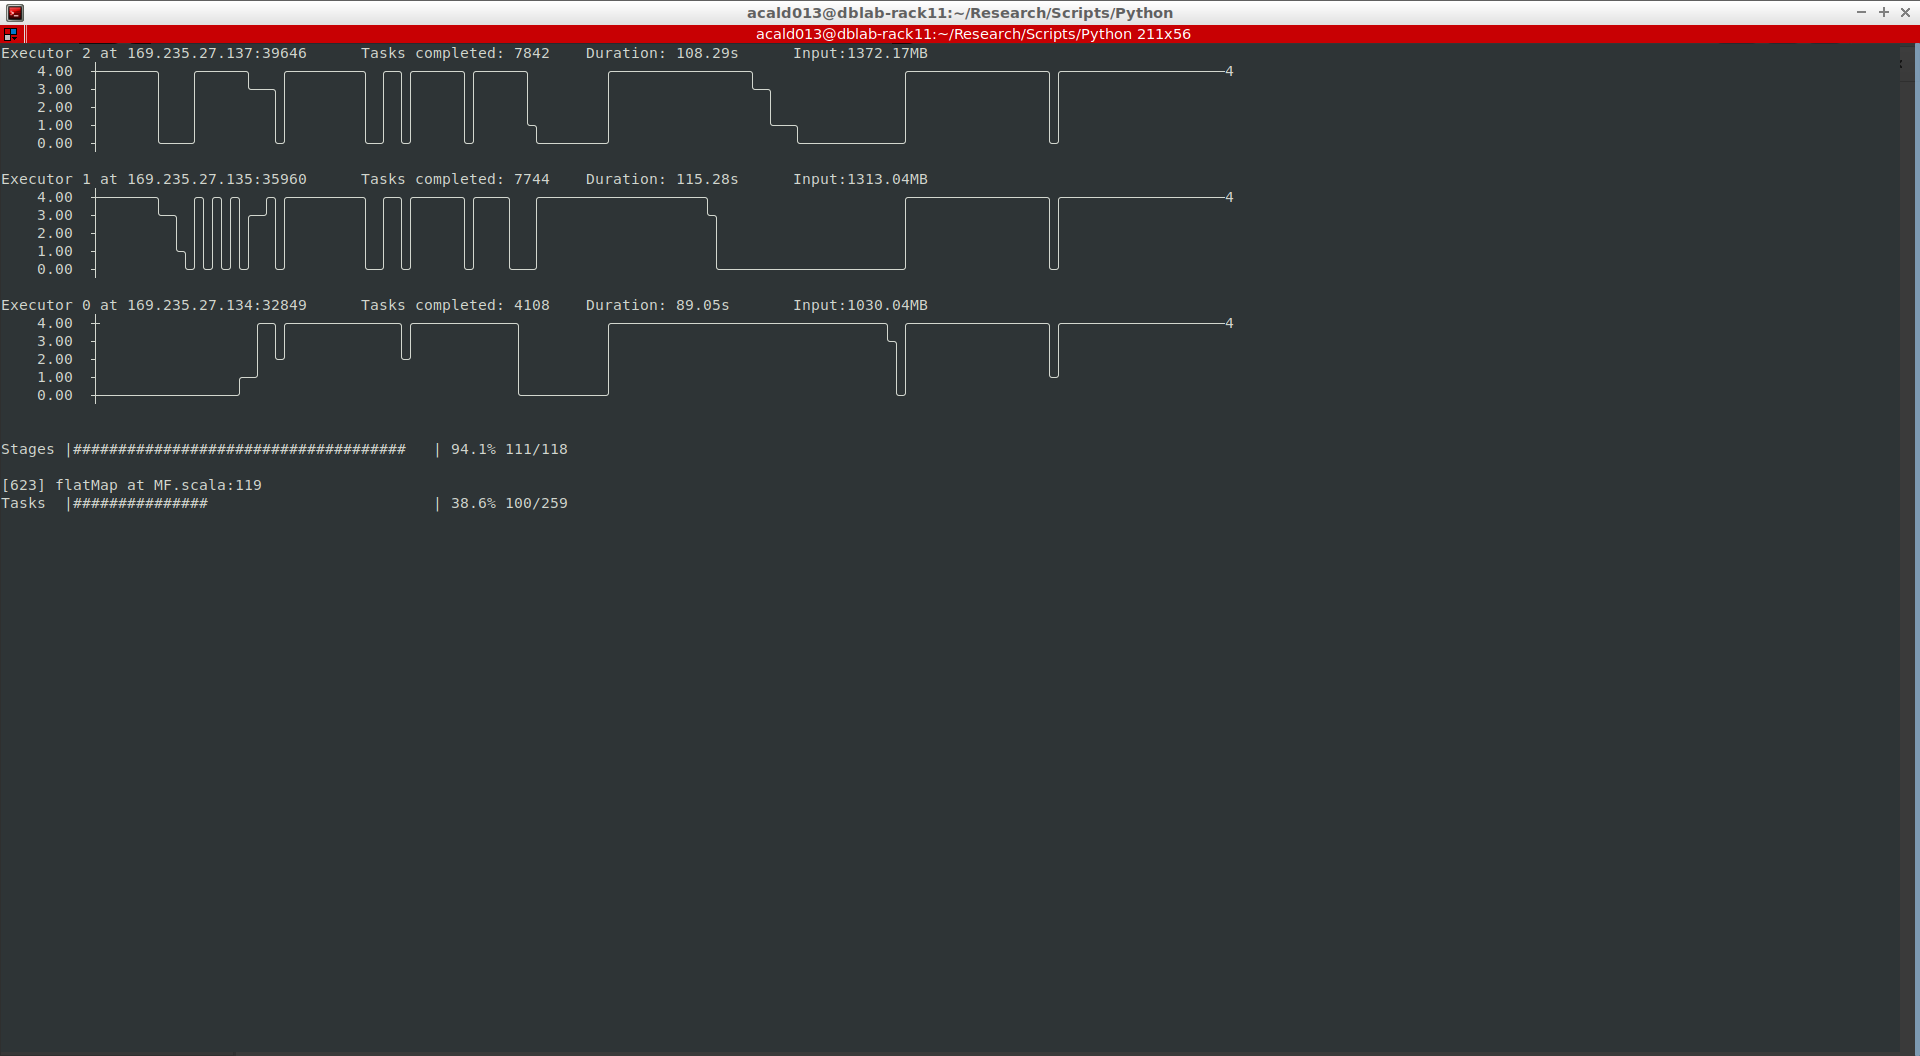 acald013@dblab-rack11:~/Research/Scripts/Python
acald013@dblab-rack11:~/Research/Scripts/Python 211x56
Executor 2 at 169.235.27.137:39646 Tasks completed: 7842 Duration: 108.29s Input:1372.17MB
4.00 4
3.00
2.00
1.00
0.00
Executor 1 at 169.235.27.135:35960 Tasks completed: 7744 Duration: 115.28s Input:1313.04MB
4.00 4
3.00
2.00
1.00
0.00
Executor 0 at 169.235.27.134:32849 Tasks completed: 4108 Duration: 89.05s Input:1030.04MB
4.00 4
3.00
2.00
1.00
0.00
Stages |##################################### | 94.1% 111/118
[623] flatMap at MF.scala:119
Tasks |############### | 38.6% 100/259